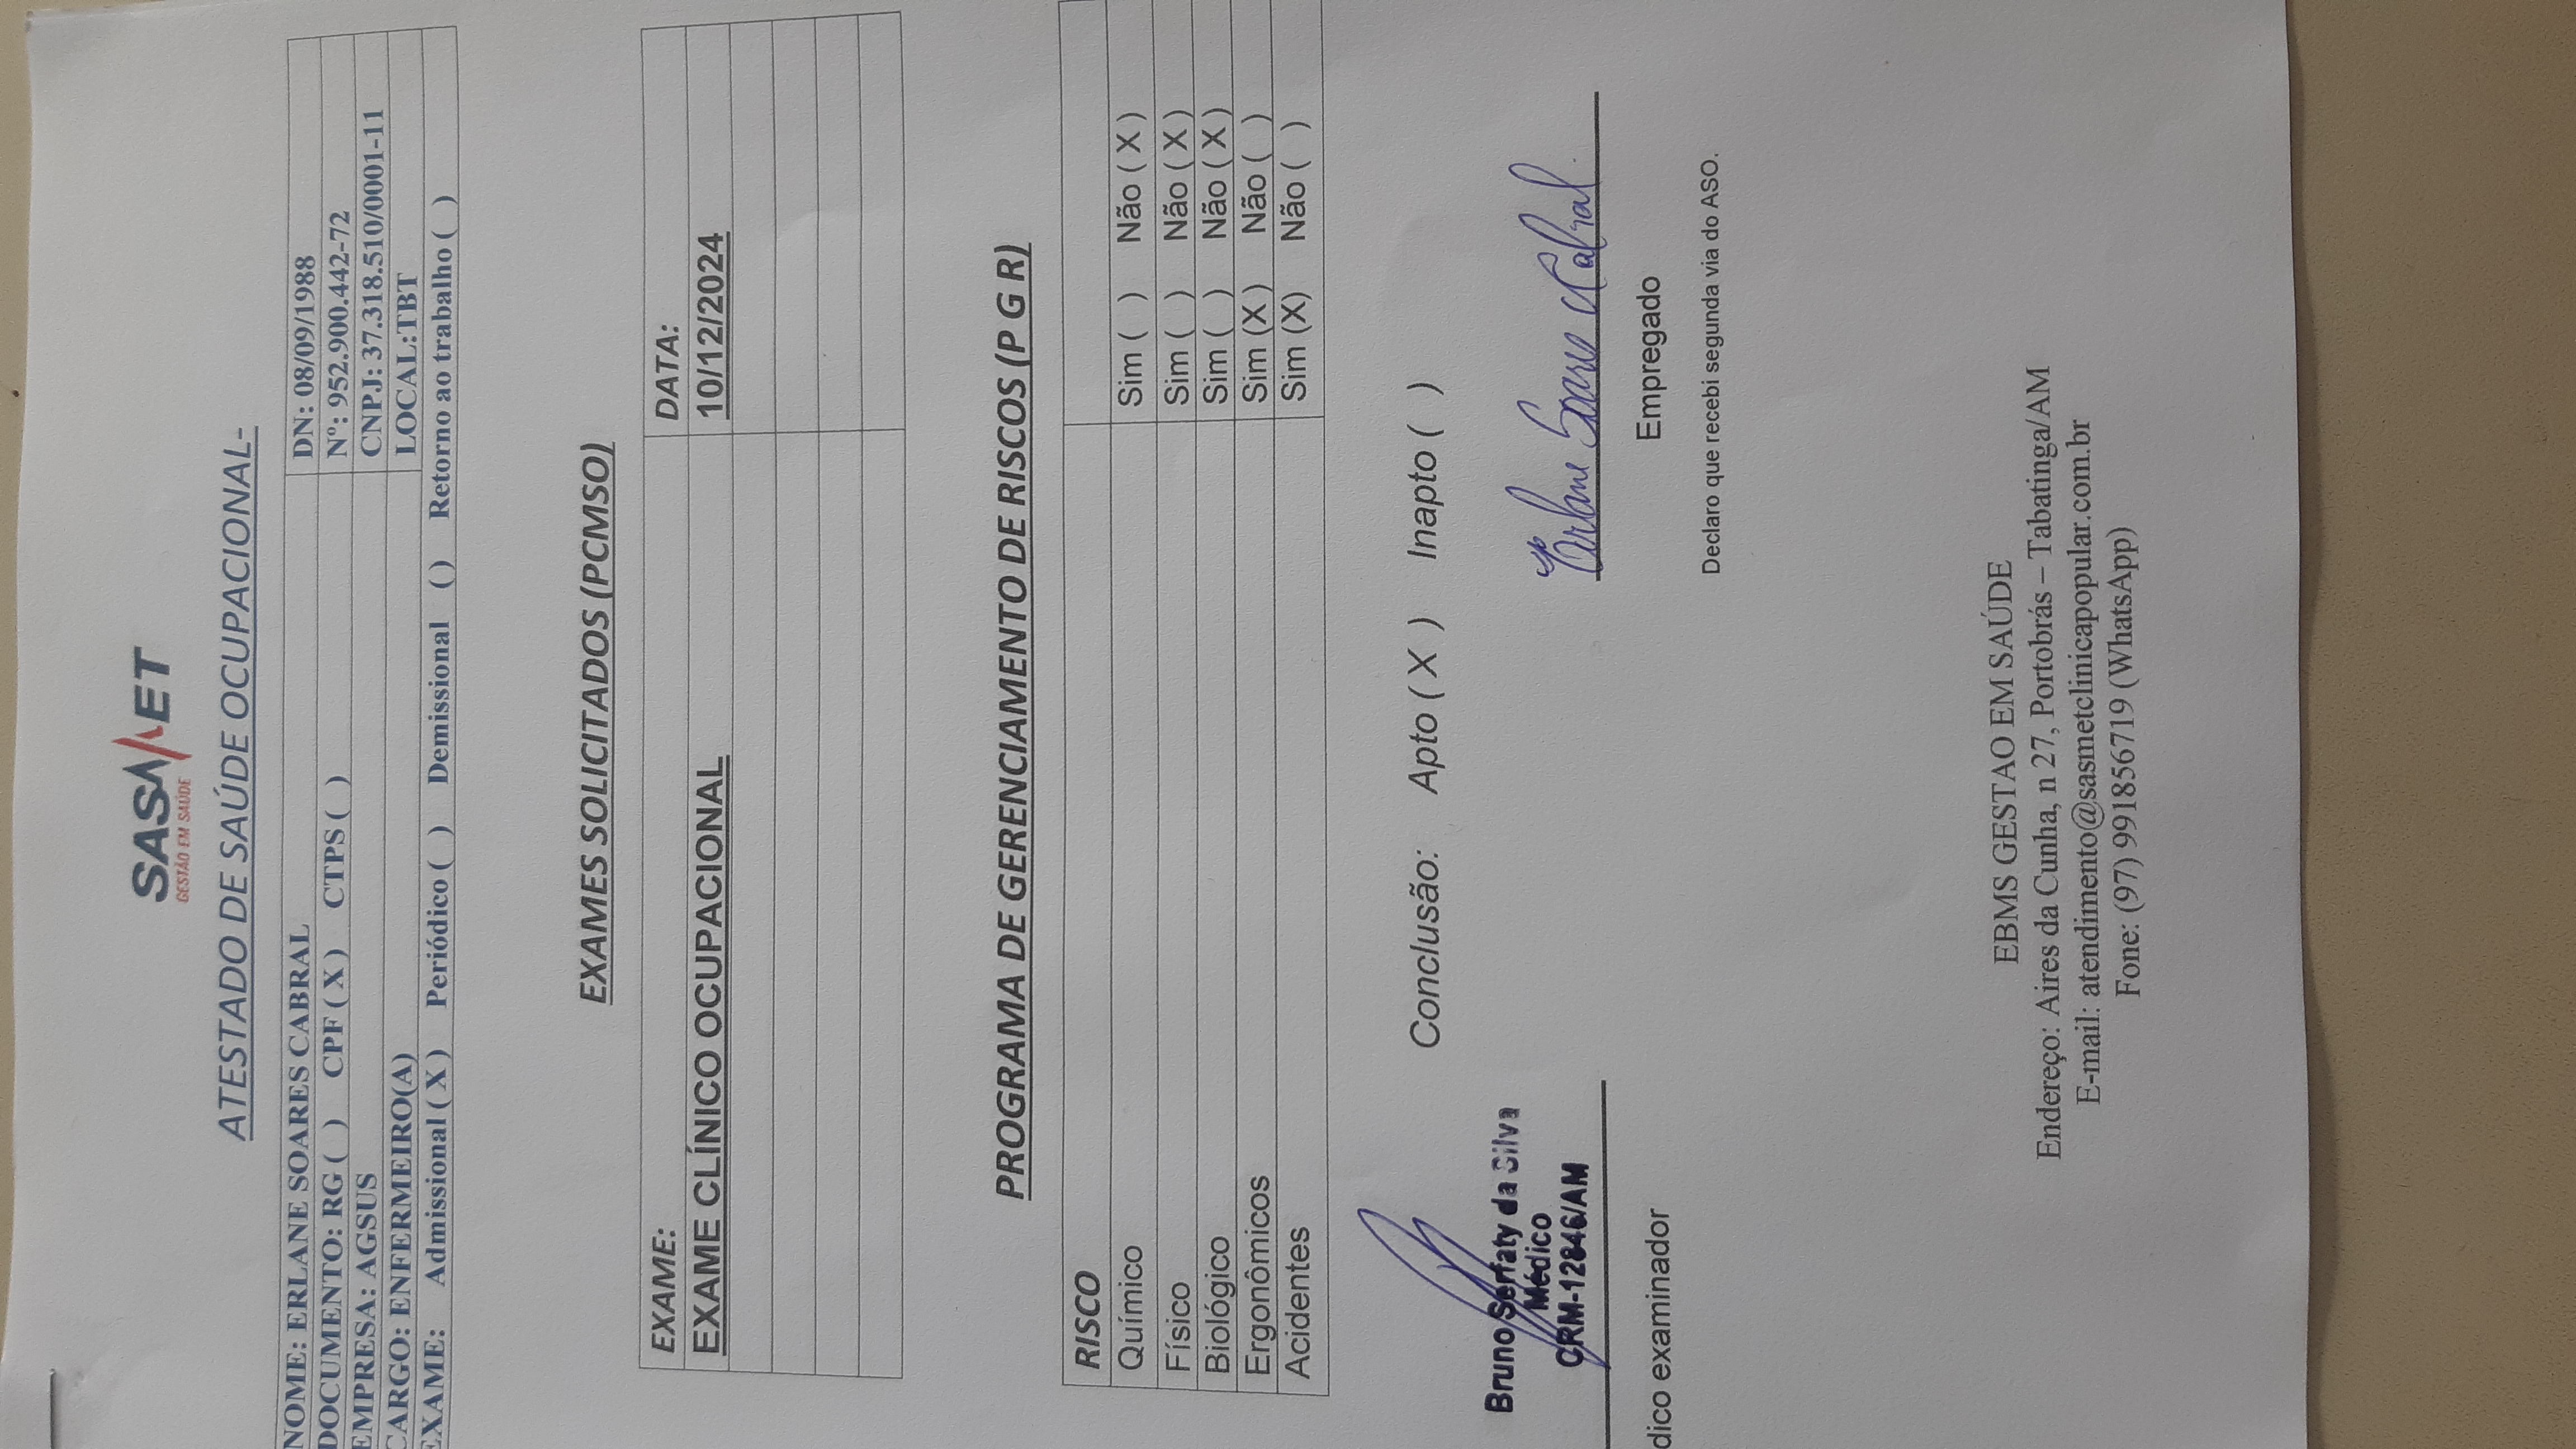 SASMET
GESTÃO EM SAÚDE
ATESTADO DE SAÚDE OCUPACIONAL-
NOME: ERLANE SOARES CABRAL DN: 08/09/1988
DOCUMENTO: RG ( ) CPF ( X ) CTPS ( ) Nº: 952.900.442-72
EMPRESA: AGSUS CNPJ: 37.318.510/0001-11
CARGO: ENFERMEIRO(A) LOCAL:TBT
EXAME: Admissional ( X ) Periódico ( ) Demissional ( ) Retorno ao trabalho ( )
EXAMES SOLICITADOS (PCMSO)
EXAME: DATA:
EXAME CLÍNICO OCUPACIONAL 10/12/2024
PROGRAMA DE GERENCIAMENTO DE RISCOS (P G R)
RISCO
Químico Sim ( ) Não ( X )
Físico Sim ( ) Não ( X )
Biológico Sim ( ) Não ( X )
Ergonômicos Sim (X ) Não ( )
Acidentes Sim (X) Não ( )
Conclusão: Apto ( X ) Inapto ( )
Bruno Serfaty da Silva
Médico
CRM-12846/AM
Erlane Soares Cabral
dico examinador
Empregado
Declaro que recebi segunda via do ASO.
EBMS GESTAO EM SAÚDE
Endereço: Aires da Cunha, n 27, Portobrás – Tabatinga/AM
E-mail: atendimento@sasmetclinicapopular.com.br
Fone: (97) 991856719 (WhatsApp)